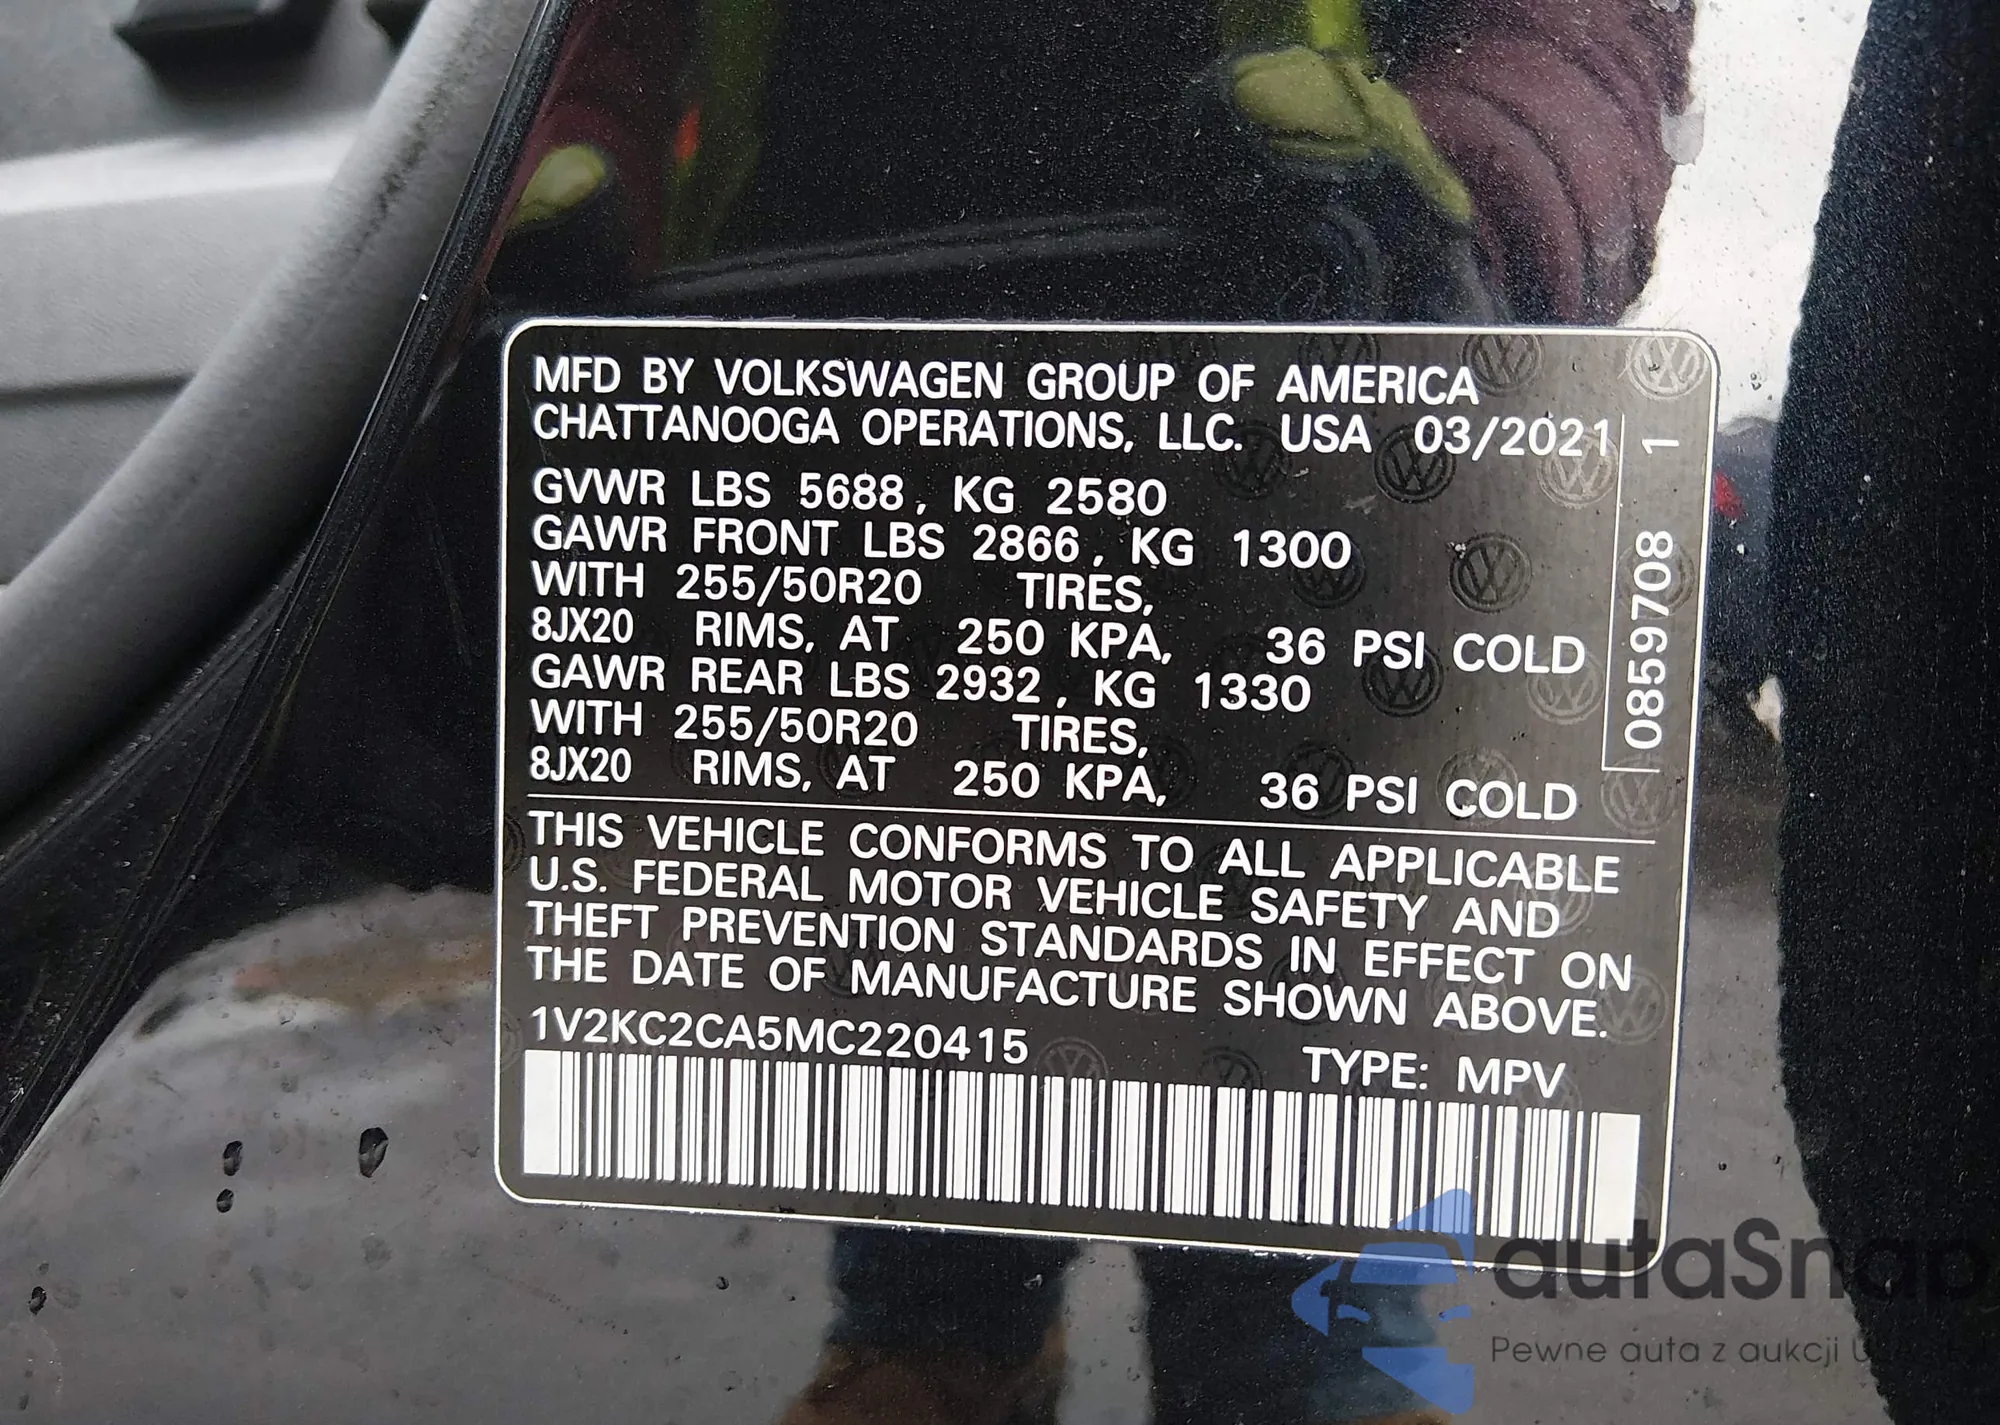 MFD BY VOLKSWAGEN GROUP OF AMERICA
CHATTANOOGA OPERATIONS, LLC. USA 03/2021
GVWR LBS 5688, KG 2580
GAWR FRONT LBS 2866, KG 1300
WITH 255/50R20 TIRES,
8JX20 RIMS, AT 250 KPA, 36 PSI COLD
GAWR REAR LBS 2932, KG 1330
WITH 255/50R20 TIRES,
8JX20 RIMS, AT 250 KPA, 36 PSI COLD
0859708 1
THIS VEHICLE CONFORMS TO ALL APPLICABLE
U.S. FEDERAL MOTOR VEHICLE SAFETY AND
THEFT PREVENTION STANDARDS IN EFFECT ON
THE DATE OF MANUFACTURE SHOWN ABOVE.
1V2KC2CA5MC220415
TYPE: MPV
autaSnap
Pewne auta z aukcji